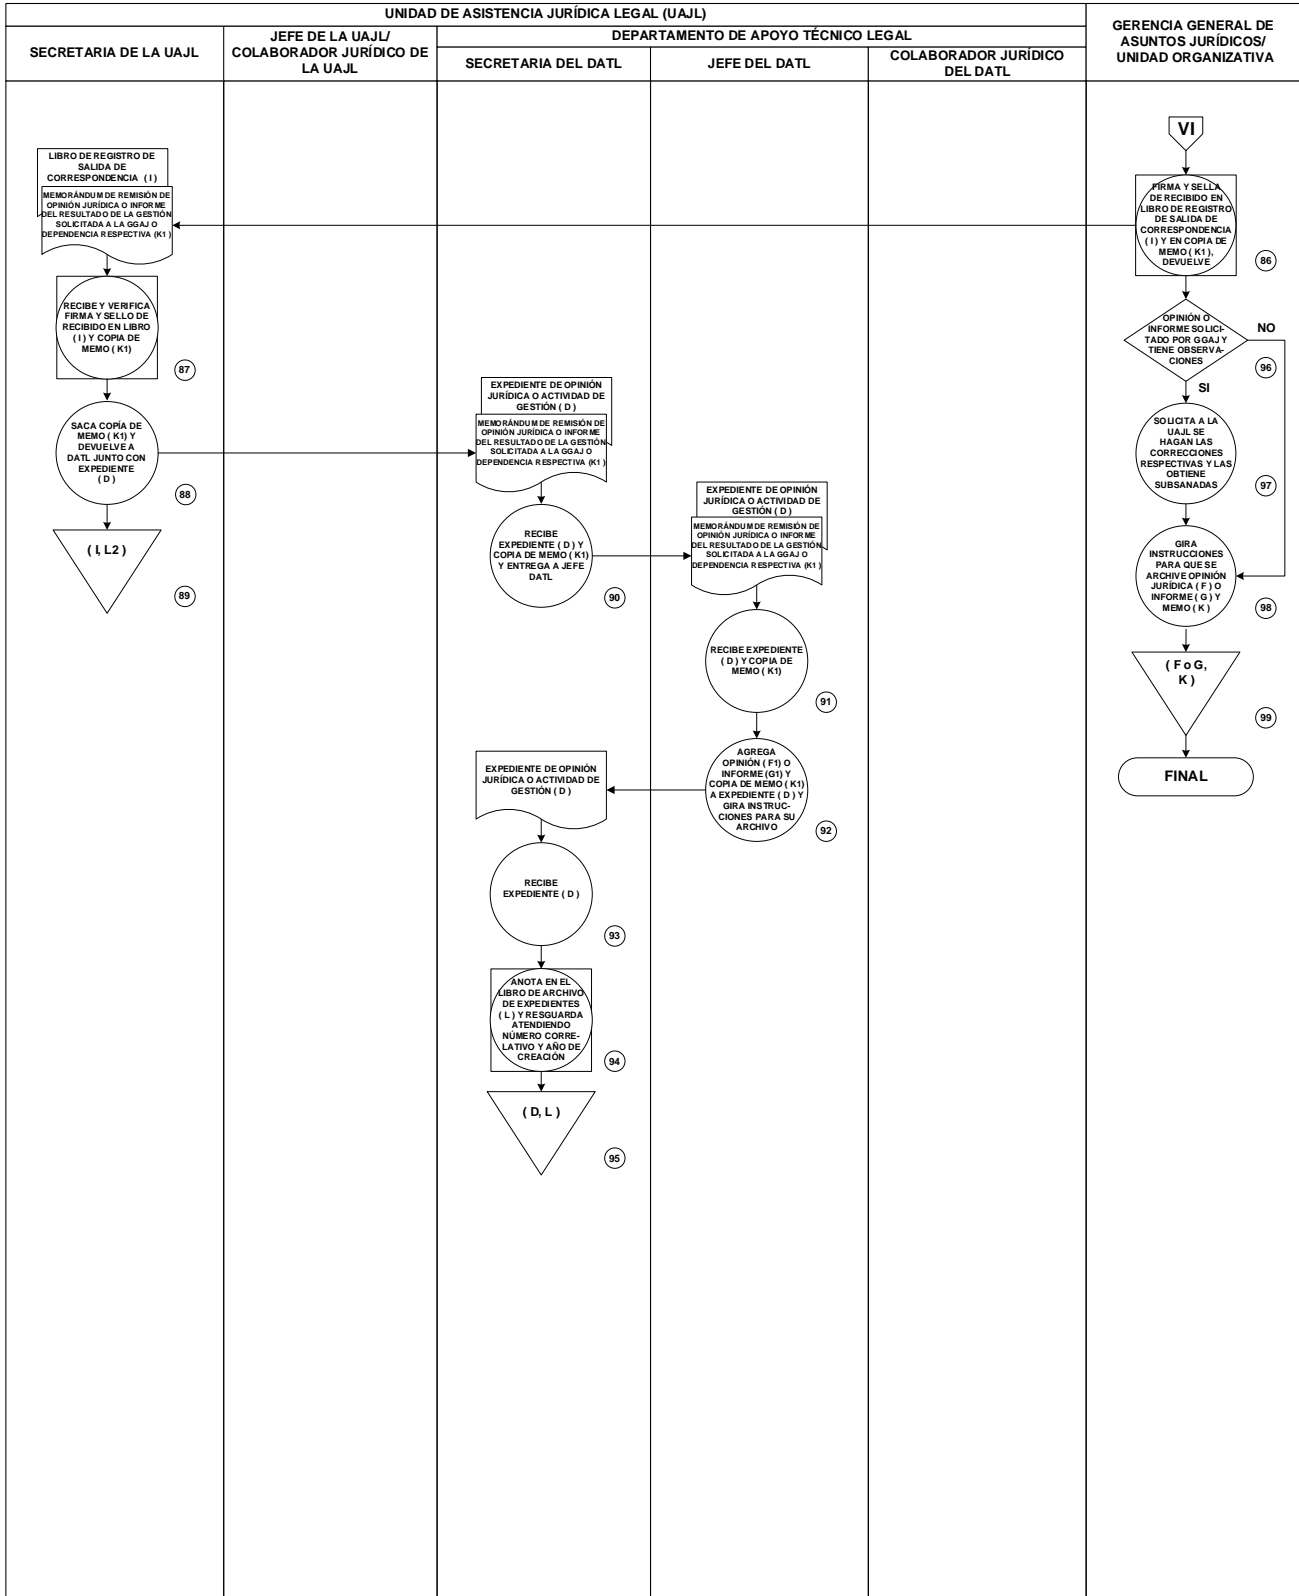 UNIDAD DE ASISTENCIA JURÍDICA LEGAL (UAJL)
GERENCIA GENERAL DE
ASUNTOS JURÍDICOS/
UNIDAD ORGANIZATIVA
SECRETARIA DE LA UAJL
JEFE DE LA UAJL/
COLABORADOR JURÍDICO DE
LA UAJL
DEPARTAMENTO DE APOYO TÉCNICO LEGAL
SECRETARIA DEL DATL
JEFE DEL DATL
COLABORADOR JURÍDICO
DEL DATL
VI
FIRMA Y SELLA
DE RECIBIDO EN
LIBRO DE REGISTRO
DE SALIDA DE
CORRESPONDENCIA
( I ) Y EN COPIA DE
MEMO ( K1 ),
DEVUELVE
86
LIBRO DE REGISTRO DE
SALIDA DE
CORRESPONDENCIA ( I )
MEMORÁNDUM DE REMISIÓN DE
OPINIÓN JURÍDICA O INFORME
DEL RESULTADO DE LA GESTIÓN
SOLICITADA A LA GGAJ O
DEPENDENCIA RESPECTIVA (K1 )
RECIBE Y VERIFICA
FIRMA Y SELLO DE
RECIBIDO EN LIBRO
( I ) Y COPIA DE
MEMO ( K1)
87
SACA COPÍA DE
MEMO ( K1) Y
DEVUELVE A
DATL JUNTO CON
EXPEDIENTE
( D )
88
( I, L2 )
89
EXPEDIENTE DE OPINIÓN
JURÍDICA O ACTIVIDAD DE
GESTIÓN ( D )
MEMORÁNDUM DE REMISIÓN DE
OPINIÓN JURÍDICA O INFORME
DEL RESULTADO DE LA GESTIÓN
SOLICITADA A LA GGAJ O
DEPENDENCIA RESPECTIVA (K1 )
RECIBE
EXPEDIENTE ( D ) Y
COPIA DE MEMO ( K1)
Y ENTREGA A JEFE
DATL
90
EXPEDIENTE DE OPINIÓN
JURÍDICA O ACTIVIDAD DE
GESTIÓN ( D )
MEMORÁNDUM DE REMISIÓN DE
OPINIÓN JURÍDICA O INFORME
DEL RESULTADO DE LA GESTIÓN
SOLICITADA A LA GGAJ O
DEPENDENCIA RESPECTIVA (K1 )
RECIBE EXPEDIENTE
( D ) Y COPIA DE
MEMO ( K1)
91
AGREGA
OPINIÓN ( F1) O
INFORME (G1) Y
COPIA DE MEMO ( K1)
A EXPEDIENTE ( D ) Y
GIRA INSTRUC-
CIONES PARA SU
ARCHIVO
92
EXPEDIENTE DE OPINIÓN
JURÍDICA O ACTIVIDAD DE
GESTIÓN ( D )
RECIBE
EXPEDIENTE ( D )
93
ANOTA EN EL
LIBRO DE ARCHIVO
DE EXPEDIENTES
( L ) Y RESGUARDA
ATENDIENDO
NÚMERO CORRE-
LATIVO Y AÑO DE
CREACIÓN
94
( D, L )
95
OPINIÓN O
INFORME SOLICI-
TADO POR GGAJ Y
TIENE OBSERVA-
CIONES
NO
96
SI
SOLICITA A LA
UAJL SE
HAGAN LAS
CORRECCIONES
RESPECTIVAS Y LAS
OBTIENE
SUBSANADAS
97
GIRA
INSTRUCCIONES
PARA QUE SE
ARCHIVE OPINIÓN
JURÍDICA ( F ) O
INFORME ( G ) Y
MEMO ( K )
98
( F o G,
K )
99
FINAL